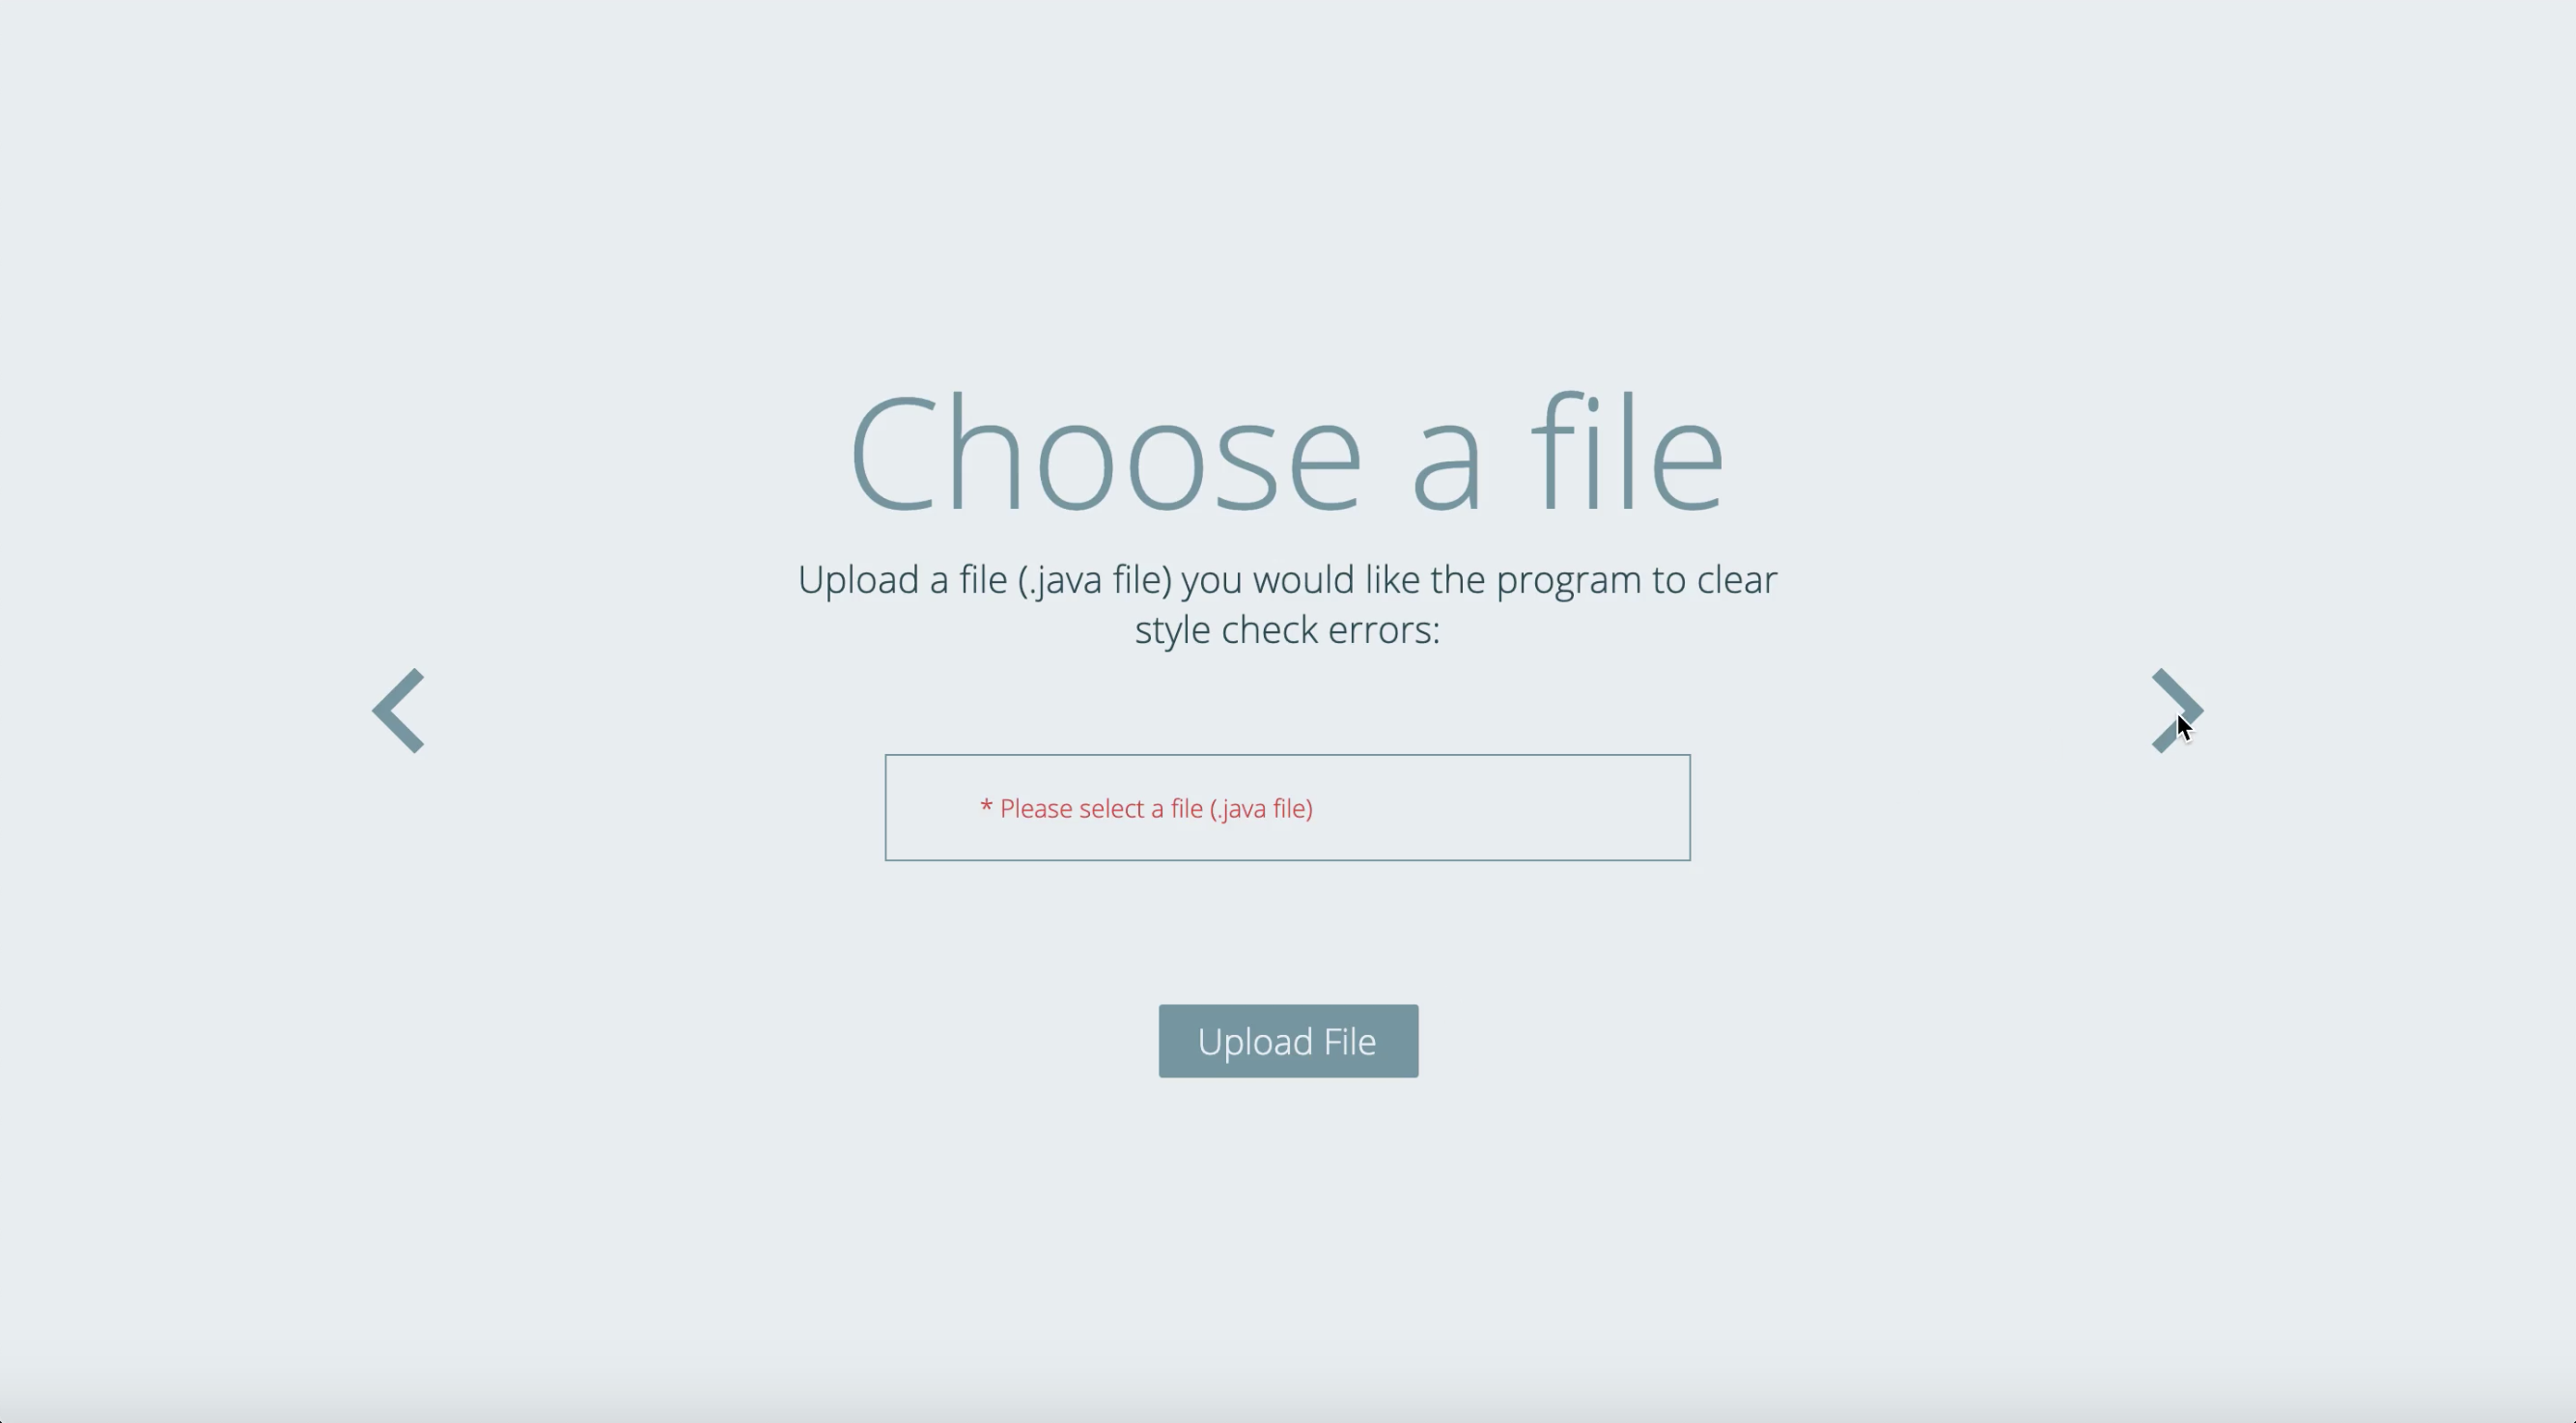 Choose a file
Upload a file (.java file) you would like the program to clear
style check errors:
* Please select a file (.java file)
Upload File